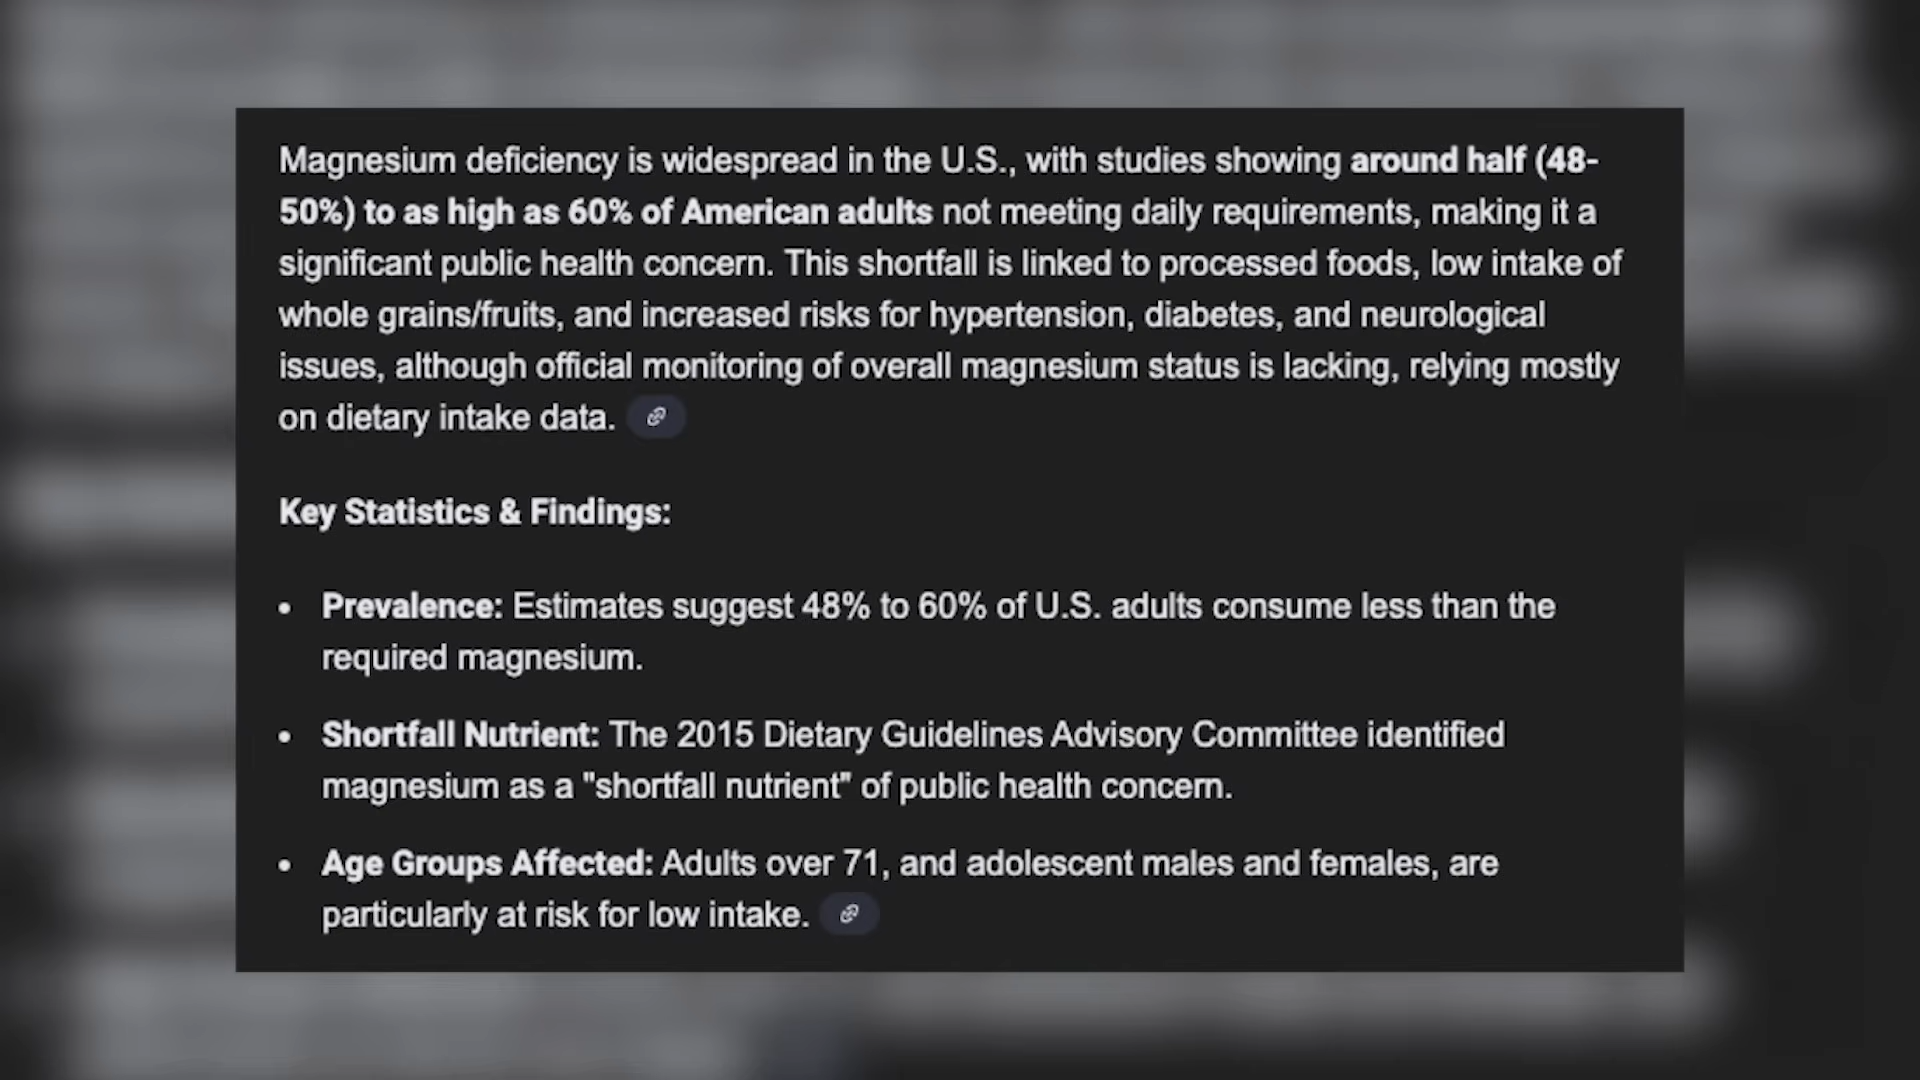 Magnesium deficiency is widespread in the U.S., with studies showing around half (48-
50%) to as high as 60% of American adults not meeting daily requirements, making it a
significant public health concern. This shortfall is linked to processed foods, low intake of
whole grains/fruits, and increased risks for hypertension, diabetes, and neurological
issues, although official monitoring of overall magnesium status is lacking, relying mostly
on dietary intake data.
Key Statistics & Findings:
• Prevalence: Estimates suggest 48% to 60% of U.S. adults consume less than the
required magnesium.
• Shortfall Nutrient: The 2015 Dietary Guidelines Advisory Committee identified
magnesium as a "shortfall nutrient" of public health concern.
• Age Groups Affected: Adults over 71, and adolescent males and females, are
particularly at risk for low intake.